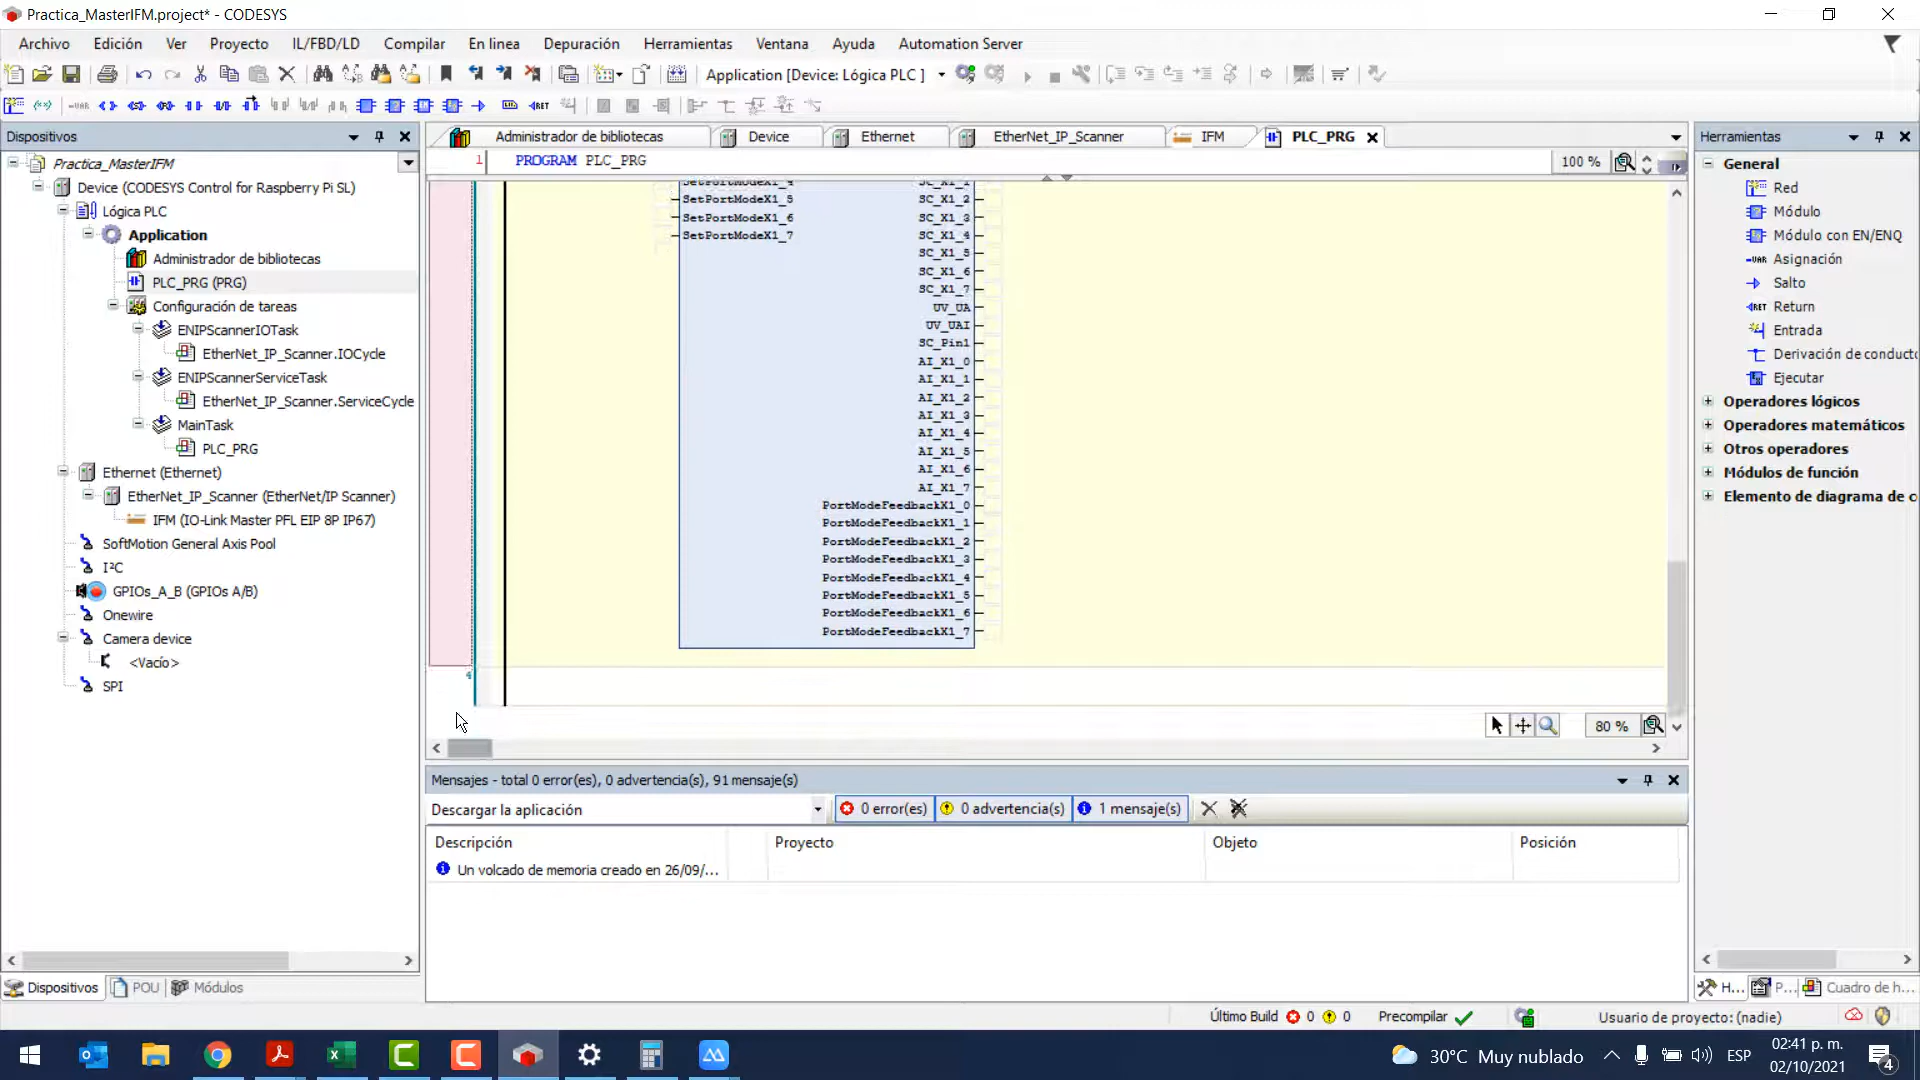 Practica_MasterIFM.project* - CODESYS
Archivo Edición Ver Proyecto IL/FBD/LD Compilar En linea Depuración Herramientas Ventana Ayuda Automation Server
Application [Device: Lógica PLC ]
Dispositivos
Practica_MasterIFM
Device (CODESYS Control for Raspberry Pi SL)
Lógica PLC
Application
Administrador de bibliotecas
PLC_PRG (PRG)
Configuración de tareas
ENIPScannerIOTask
EtherNet_IP_Scanner.IOCycle
ENIPScannerServiceTask
EtherNet_IP_Scanner.ServiceCycle
MainTask
PLC_PRG
Ethernet (Ethernet)
EtherNet_IP_Scanner (EtherNet/IP Scanner)
IFM (IO-Link Master PFL EIP 8P IP67)
SoftMotion General Axis Pool
I²C
GPIOs_A_B (GPIOs A/B)
Onewire
Camera device
<Vacío>
SPI
Dispositivos POU Módulos
Administrador de bibliotecas Device Ethernet EtherNet_IP_Scanner IFM PLC_PRG
1 PROGRAM PLC_PRG
100 %
SetPortModeX1_4 SC_X1_1
SetPortModeX1_5 SC_X1_2
SetPortModeX1_6 SC_X1_3
SetPortModeX1_7 SC_X1_4
SC_X1_5
SC_X1_6
SC_X1_7
UV_UA
UV_UAI
SC_Pin1
AI_X1_0
AI_X1_1
AI_X1_2
AI_X1_3
AI_X1_4
AI_X1_5
AI_X1_6
AI_X1_7
PortModeFeedbackX1_0
PortModeFeedbackX1_1
PortModeFeedbackX1_2
PortModeFeedbackX1_3
PortModeFeedbackX1_4
PortModeFeedbackX1_5
PortModeFeedbackX1_6
PortModeFeedbackX1_7
4
80 %
Mensajes - total 0 error(es), 0 advertencia(s), 91 mensaje(s)
Descargar la aplicación 0 error(es) 0 advertencia(s) 1 mensaje(s)
Descripción Proyecto Objeto Posición
Un volcado de memoria creado en 26/09/...
Herramientas
General
Red
Módulo
Módulo con EN/ENQ
Asignación
Salto
Return
Entrada
Derivación de conducto
Ejecutar
Operadores lógicos
Operadores matemáticos
Otros operadores
Módulos de función
Elemento de diagrama de c
H... P... Cuadro de h...
Último Build 0 0 Precompilar Usuario de proyecto: (nadie)
30°C Muy nublado ESP 02:41 p. m.
02/10/2021
4